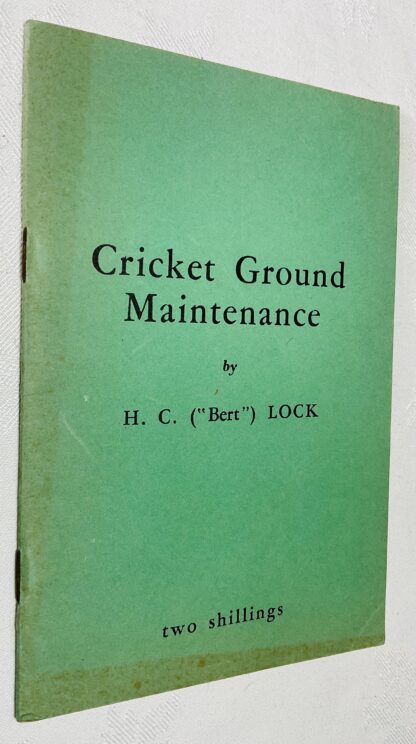 Cricket Ground
Maintenance
by
H. C. ("Bert") LOCK
two shillings